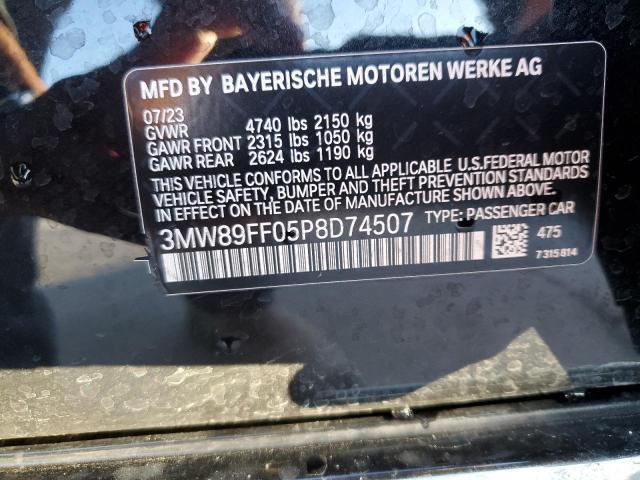 MFD BY BAYERISCHE MOTOREN WERKE AG
07/23
GVWR 4740 lbs 2150 kg
GAWR FRONT 2315 lbs 1050 kg
GAWR REAR 2624 lbs 1190 kg
THIS VEHICLE CONFORMS TO ALL APPLICABLE U.S.FEDERAL MOTOR
VEHICLE SAFETY, BUMPER AND THEFT PREVENTION STANDARDS
IN EFFECT ON THE DATE OF MANUFACTURE SHOWN ABOVE.
3MW89FF05P8D74507 TYPE: PASSENGER CAR
475
7315814